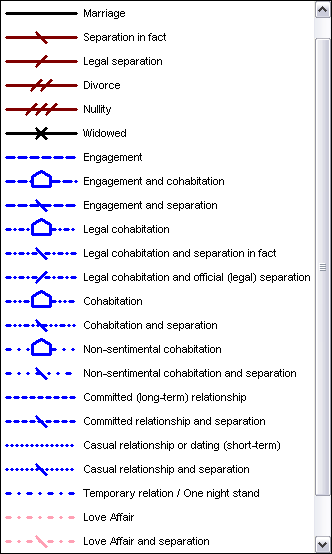 Marriage
Separation in fact
Legal separation
Divorce
Nullity
Widowed
Engagement
Engagement and cohabitation
Engagement and separation
Legal cohabitation
Legal cohabitation and separation in fact
Legal cohabitation and official (legal) separation
Cohabitation
Cohabitation and separation
Non-sentimental cohabitation
Non-sentimental cohabitation and separation
Committed (long-term) relationship
Committed relationship and separation
Casual relationship or dating (short-term)
Casual relationship and separation
Temporary relation / One night stand
Love Affair
Love Affair and separation